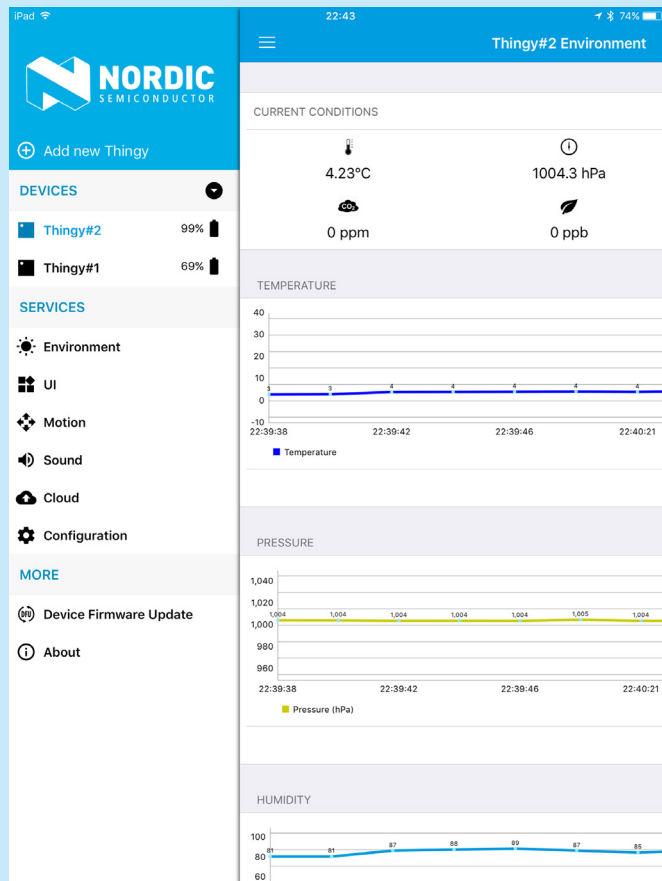 iPad 22:43 74%
NORDIC
SEMICONDUCTOR
Add new Thingy
DEVICES
Thingy#2 99%
Thingy#1 69%
SERVICES
Environment
UI
Motion
Sound
Cloud
Configuration
MORE
DFU Device Firmware Update
About
Thingy#2 Environment
CURRENT CONDITIONS
4.23°C 1004.3 hPa
CO₂
0 ppm 0 ppb
TEMPERATURE
40
30
20
10
3 3 4 4 4 4 4
0
-10
22:39:38 22:39:42 22:39:46 22:40:21
Temperature
PRESSURE
1,040
1,020
1,004 1,004 1,004 1,004 1,004 1,005 1,004
1,000
980
960
22:39:38 22:39:42 22:39:46 22:40:21
Pressure (hPa)
HUMIDITY
100
81 81 87 88 89 87 85
80
60